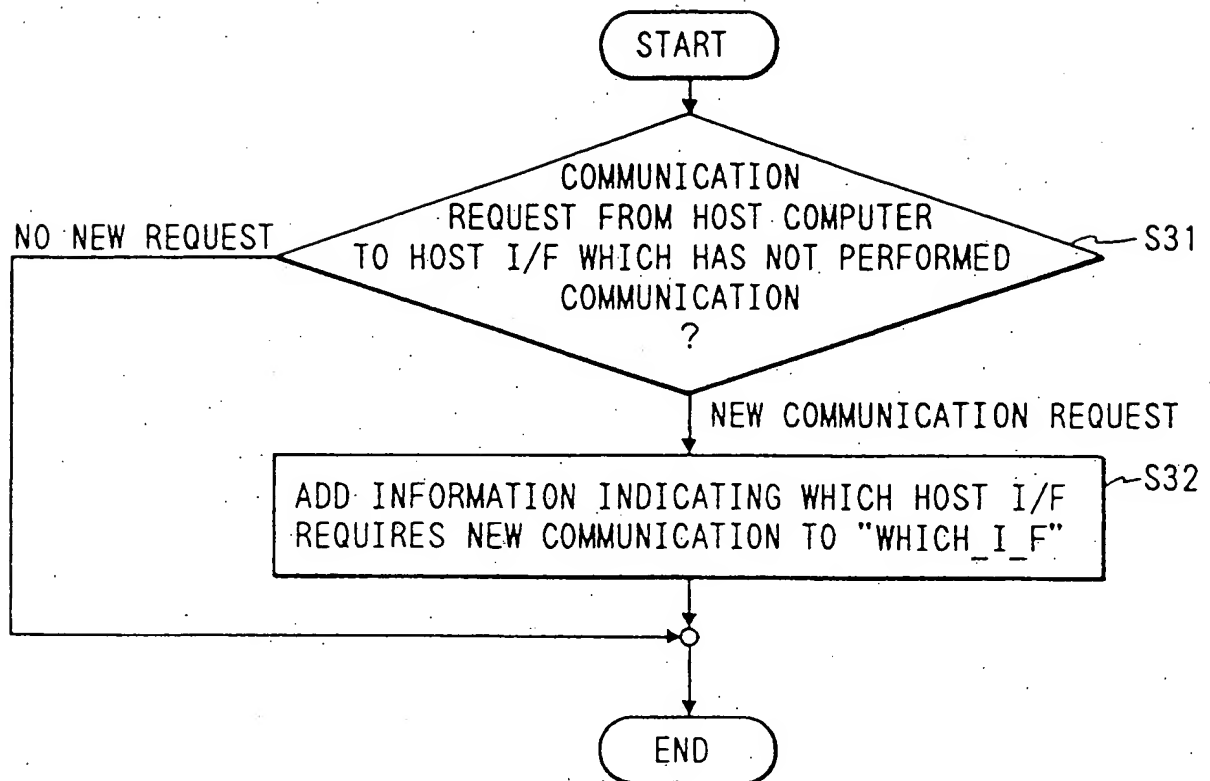 START
COMMUNICATION
REQUEST FROM HOST COMPUTER
TO HOST I/F WHICH HAS NOT PERFORMED
COMMUNICATION
?
NO NEW REQUEST
S31
NEW COMMUNICATION REQUEST
ADD INFORMATION INDICATING WHICH HOST I/F
REQUIRES NEW COMMUNICATION TO "WHICH_I_F"
S32
END